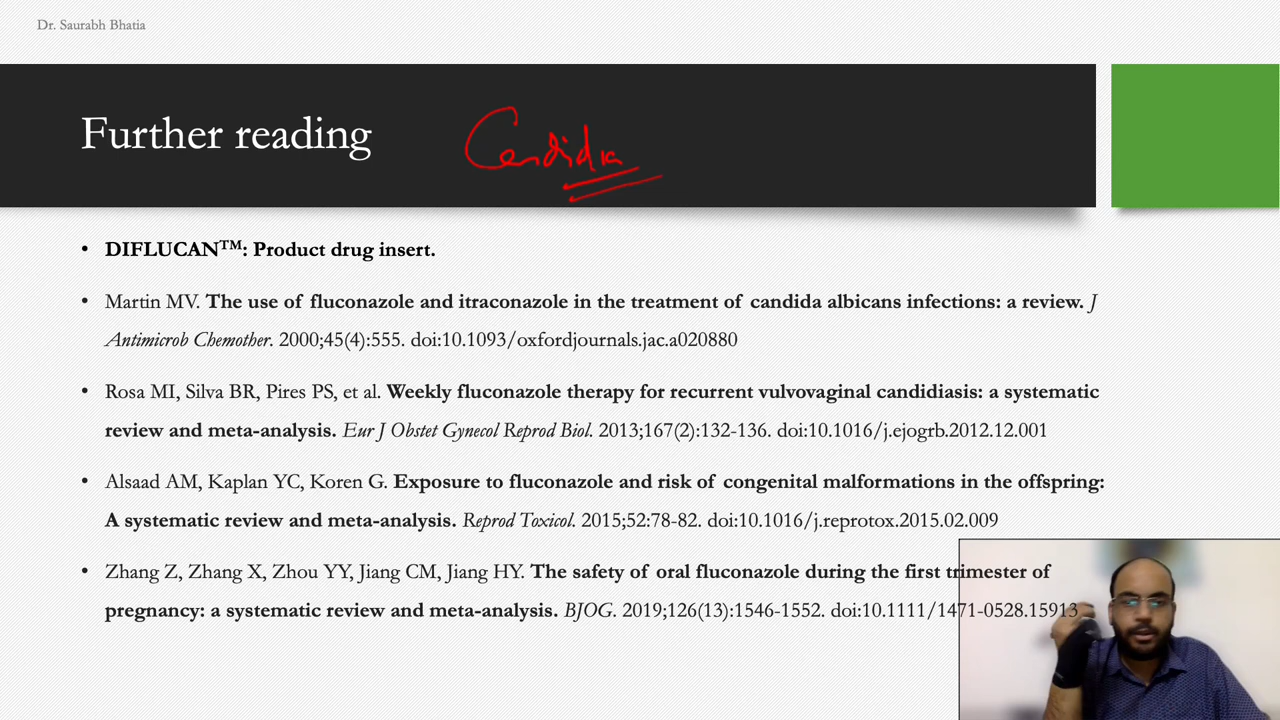 Dr. Saurabh Bhatia
Further reading
Candida
• DIFLUCAN™: Product drug insert.
• Martin MV. The use of fluconazole and itraconazole in the treatment of candida albicans infections: a review. J
Antimicrob Chemother. 2000;45(4):555. doi:10.1093/oxfordjournals.jac.a020880
• Rosa MI, Silva BR, Pires PS, et al. Weekly fluconazole therapy for recurrent vulvovaginal candidiasis: a systematic
review and meta-analysis. Eur J Obstet Gynecol Reprod Biol. 2013;167(2):132-136. doi:10.1016/j.ejogrb.2012.12.001
• Alsaad AM, Kaplan YC, Koren G. Exposure to fluconazole and risk of congenital malformations in the offspring:
A systematic review and meta-analysis. Reprod Toxicol. 2015;52:78-82. doi:10.1016/j.reprotox.2015.02.009
• Zhang Z, Zhang X, Zhou YY, Jiang CM, Jiang HY. The safety of oral fluconazole during the first trimester of
pregnancy: a systematic review and meta-analysis. BJOG. 2019;126(13):1546-1552. doi:10.1111/1471-0528.15913